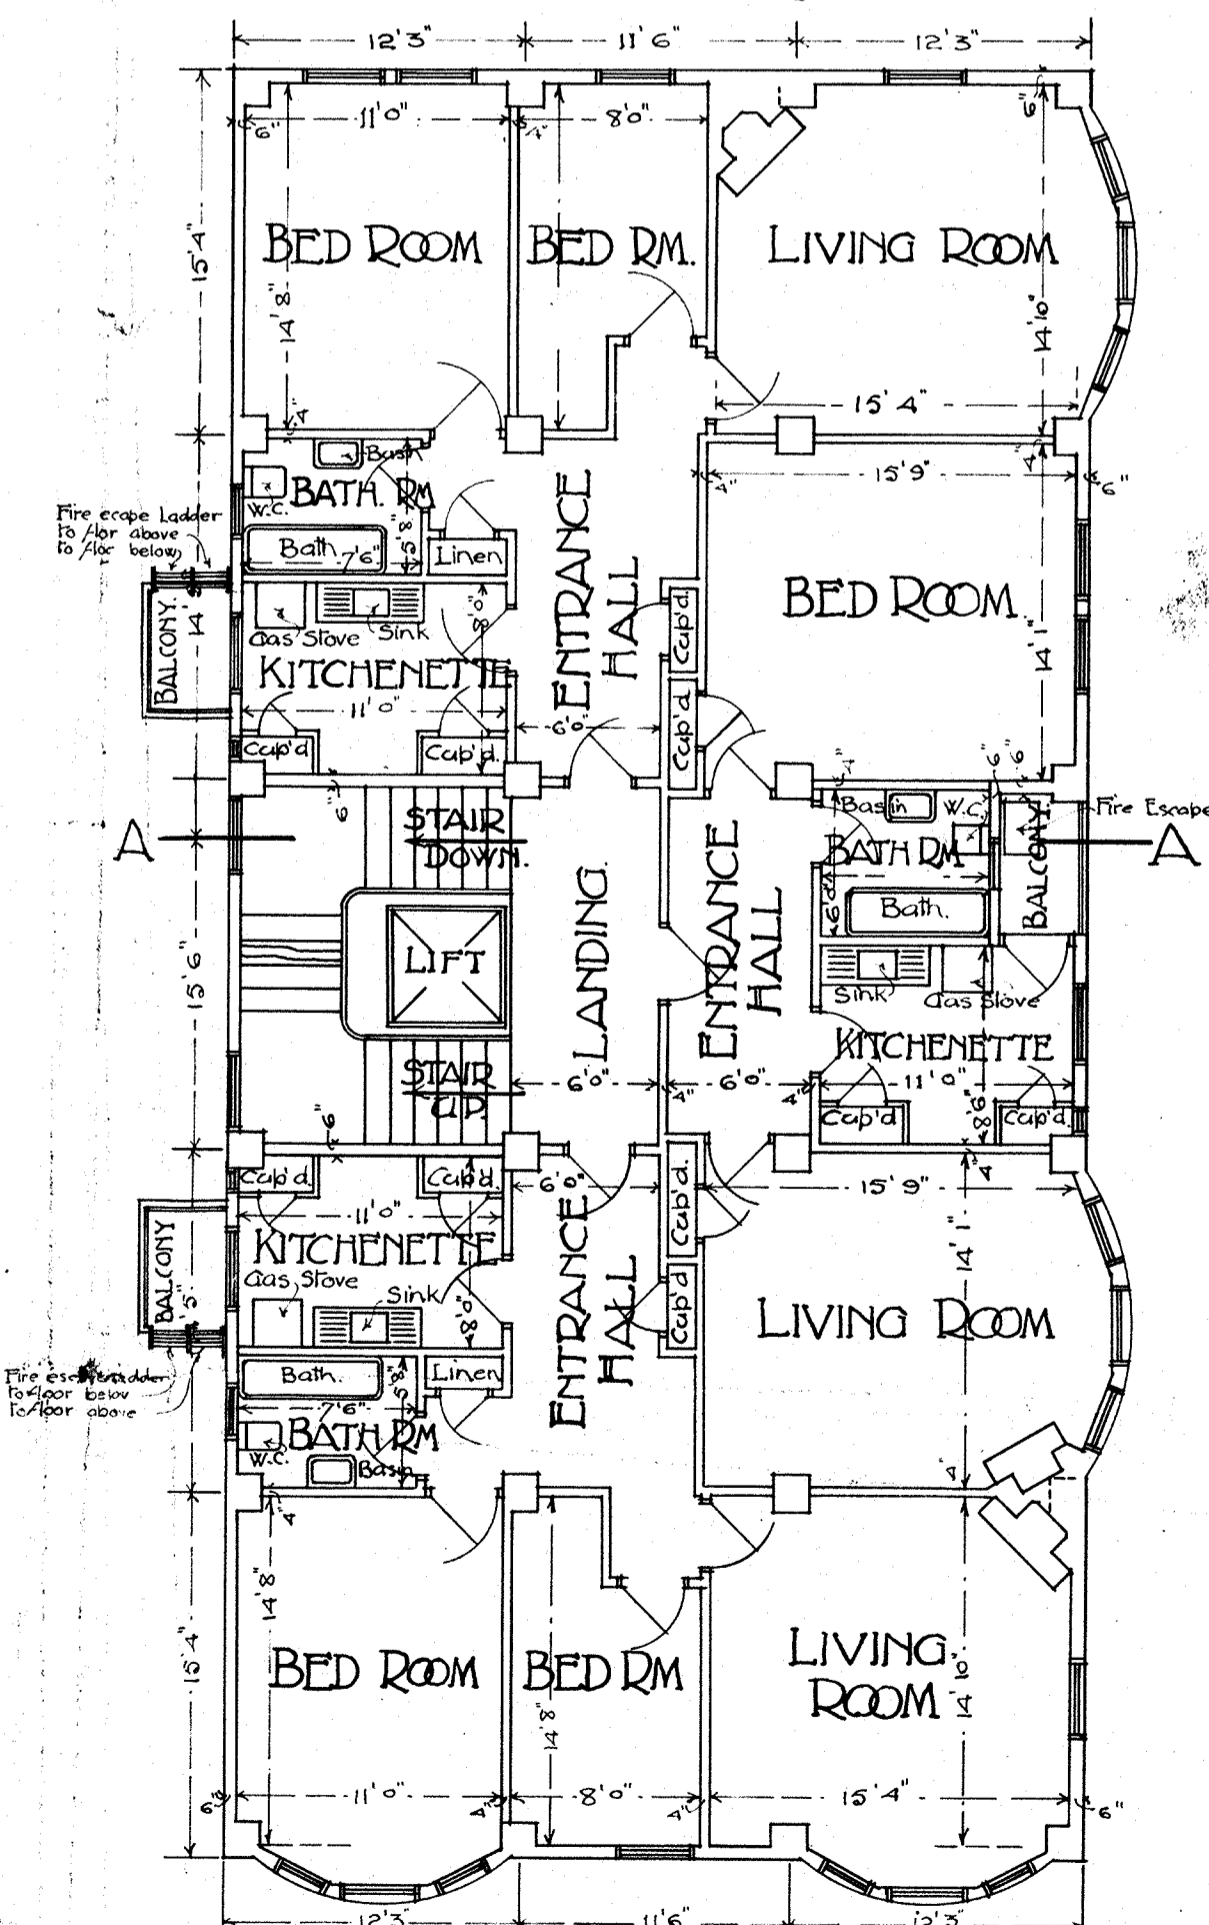 12'3"
11'6"
12'3"
6"
11'0"
4"
8'0"
6"
15'4"
BED ROOM
BED RM.
LIVING ROOM
14'8"
14'10"
15'4"
4"
Basin
15'9"
4"
4"
6"
W.C.
BATH. RM
5'8"
Fire ecape Ladder
to flor above
to flor below
Bath
7'6"
Linen
ENTRANCE
HALL
BALCONY.
14'
Gas Stove
Sink
8'0"
Cup'd
BED ROOM
KITCHENETTE
14'1"
11'0"
6'0"
Cup'd
Cup'd
Cup'd.
6"
4"
6"
6"
STAIR
DOWN.
Basin
W.C.
Fire Escape
A
A
BATH RM
BALCONY.
ENTRANCE
HALL
6'8"
Bath.
LIFT
LANDING.
15'6"
Sink
Gas Stove
KITCHENETTE
STAIR
UP.
6'0"
6'0"
11'0"
4"
4"
8'6"
6"
Cup'd
Cup'd.
4"
Cup'd.
Cup'd.
6'0"
Cup'd.
15'9"
11'0"
14'1"
BALCONY
KITCHENETTE
ENTRANCE
HALL
Gas Stove
Sink
8'0"
Cup'd
LIVING ROOM
5"
Bath.
5'8"
Linen
to floor below
to floor above
7'6"
BATH RM
W.C.
Basin
4"
4"
14'8"
15'4"
BED ROOM
BED RM
LIVING
ROOM
14'10"
14'8"
6"
11'0"
4"
8'0"
4"
15'4"
6"
12'3"
11'6"
12'3"